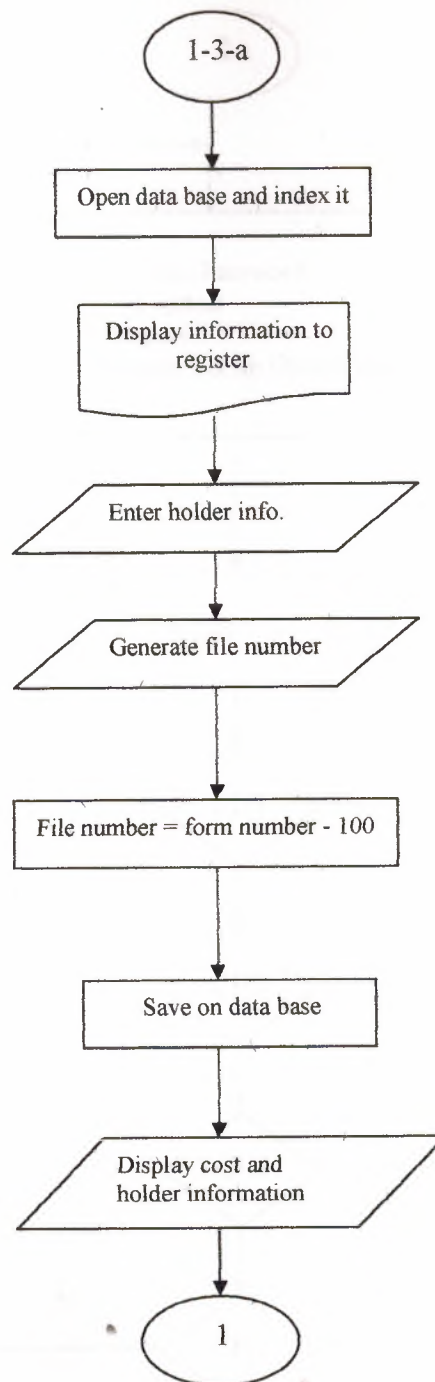 1-3-a
Open data base and index it
Display information to
register
Enter holder info.
Generate file number
File number = form number - 100
Save on data base
Display cost and
holder information
1